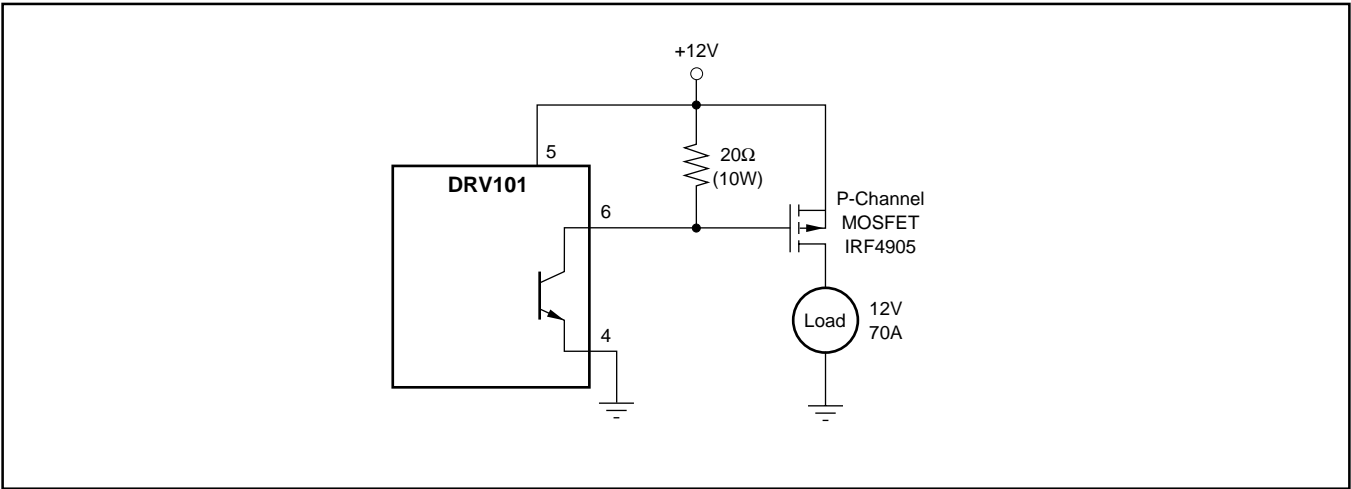 +12V
5
20Ω
(10W)
DRV101
P-Channel
MOSFET
IRF4905
6
Load
12V
70A
4